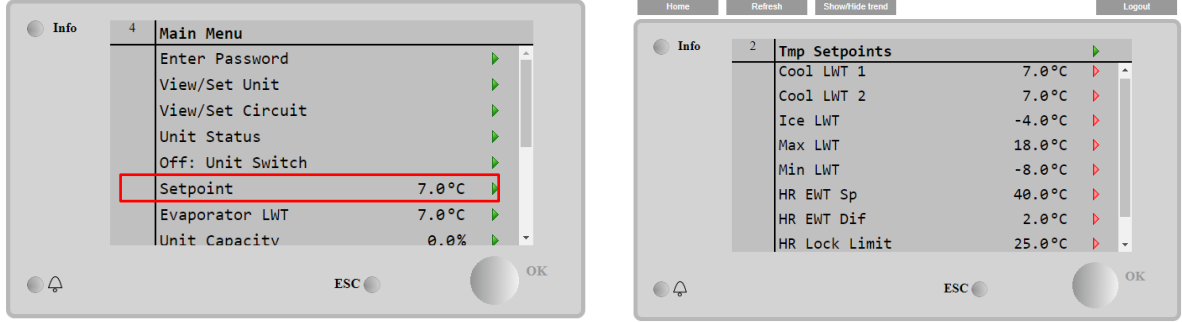 Info
4 Main Menu
Enter Password
View/Set Unit
View/Set Circuit
Unit Status
Off: Unit Switch
Setpoint 7.0°C
Evaporator LWT 7.0°C
Unit Capacity 0.0%
ESC
OK
Home Refresh Show/Hide trend Logout
Info
2 Tmp Setpoints
Cool LWT 1 7.0°C
Cool LWT 2 7.0°C
Ice LWT -4.0°C
Max LWT 18.0°C
Min LWT -8.0°C
HR EWT Sp 40.0°C
HR EWT Dif 2.0°C
HR Lock Limit 25.0°C
ESC
OK